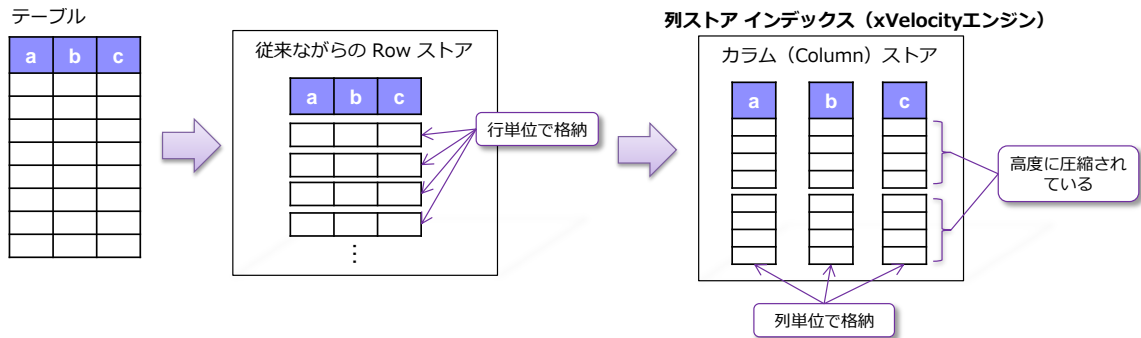 テーブル
a b c
従来ながらの Row ストア
a b c
行単位で格納
⋮
列ストア インデックス（xVelocityエンジン）
カラム（Column）ストア
a b c
高度に圧縮され
ている
列単位で格納